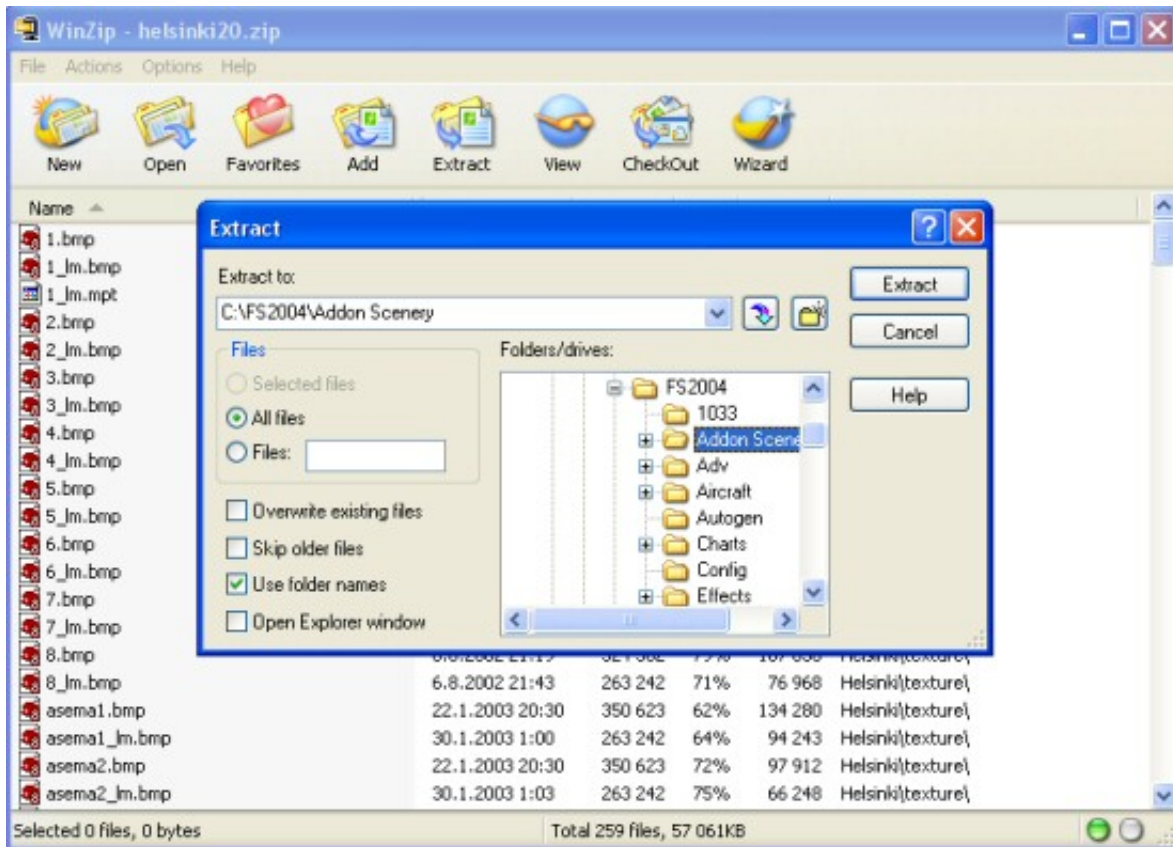 WinZip - helsinki20.zip
File Actions Options Help
New Open Favorites Add Extract View CheckOut Wizard
Name
Extract
1.bmp
1_lm.bmp
1_lm.mpt
2.bmp
2_lm.bmp
3.bmp
3_lm.bmp
4.bmp
4_lm.bmp
5.bmp
5_lm.bmp
6.bmp
6_lm.bmp
7.bmp
7_lm.bmp
8.bmp
Extract to:
C:\FS2004\Addon Scenery
Files
Selected files
All files
Files:
Overwrite existing files
Skip older files
Use folder names
Open Explorer window
Folders/drives:
FS2004
1033
Addon Scene
Adv
Aircraft
Autogen
Charts
Config
Effects
Extract
Cancel
Help
8_lm.bmp 6.8.2002 21:43 263 242 71% 76 968 Helsinki\texture\
asema1.bmp 22.1.2003 20:30 350 623 62% 134 280 Helsinki\texture\
asema1_lm.bmp 30.1.2003 1:00 263 242 64% 94 243 Helsinki\texture\
asema2.bmp 22.1.2003 20:30 350 623 72% 97 912 Helsinki\texture\
asema2_lm.bmp 30.1.2003 1:03 263 242 75% 66 248 Helsinki\texture\
Selected 0 files, 0 bytes Total 259 files, 57 061KB